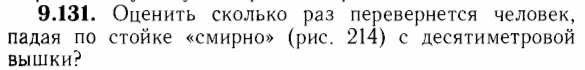 9.131. Оценить сколько раз перевернется человек,
падая по стойке «смирно» (рис. 214) с десятиметровой
вышки?